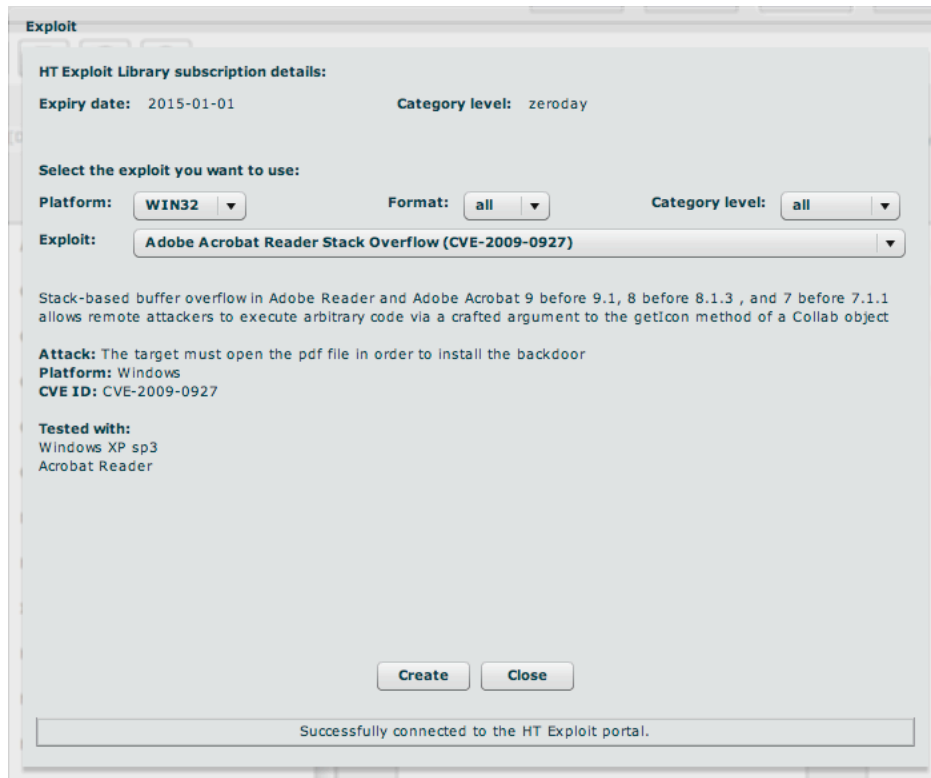 Exploit
HT Exploit Library subscription details:
Expiry date: 2015-01-01 Category level: zeroday
Select the exploit you want to use:
Platform: WIN32 Format: all Category level: all
Exploit: Adobe Acrobat Reader Stack Overflow (CVE-2009-0927)
Stack-based buffer overflow in Adobe Reader and Adobe Acrobat 9 before 9.1, 8 before 8.1.3 , and 7 before 7.1.1
allows remote attackers to execute arbitrary code via a crafted argument to the getIcon method of a Collab object
Attack: The target must open the pdf file in order to install the backdoor
Platform: Windows
CVE ID: CVE-2009-0927
Tested with:
Windows XP sp3
Acrobat Reader
Create Close
Successfully connected to the HT Exploit portal.